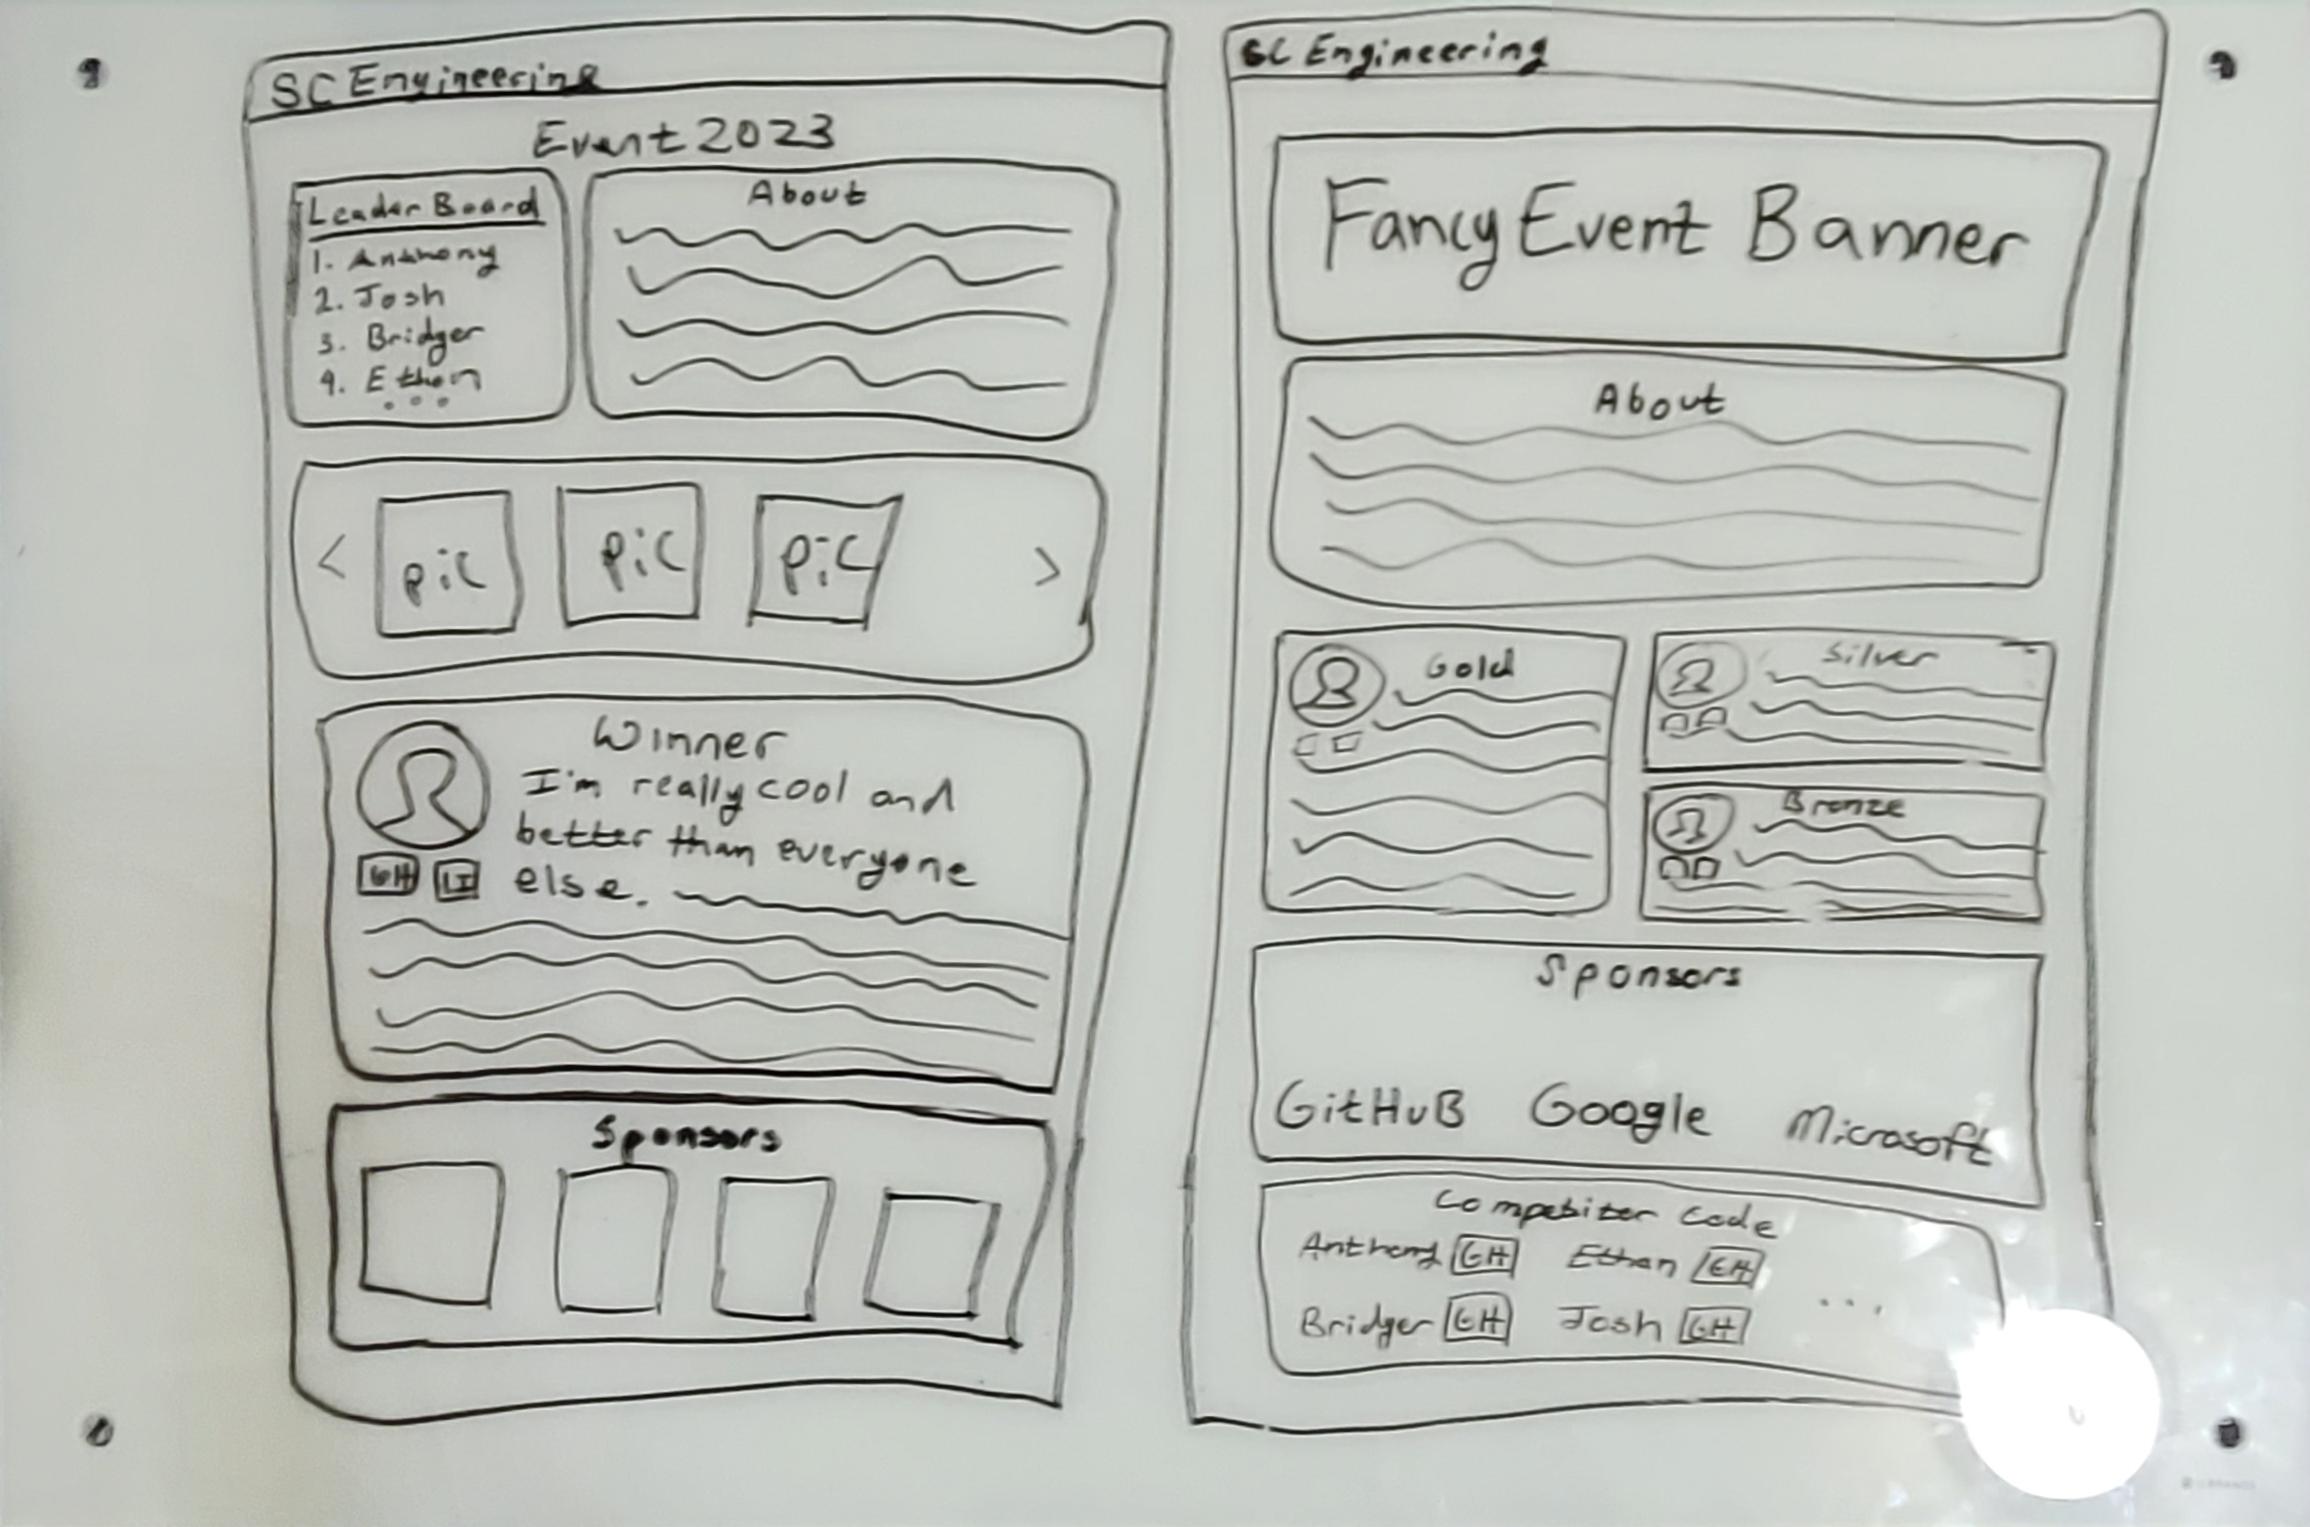 SC Engineering
Event 2023
Leader Board
1. Anthony
2. Josh
3. Bridger
4. Ethan
...
About
<
pic
pic
pic
>
Winner
I'm really cool and
better than everyone
else.
GH
LI
Sponsors
SC Engineering
Fancy Event Banner
About
Gold
Silver
Bronze
Sponsors
GitHuB Google Microsoft
Competiter Code
Anthony GH Ethan GH
...
Bridger GH Josh GH